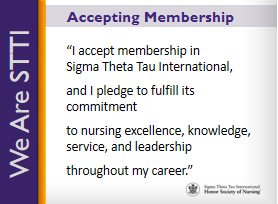 We Are STTI
Accepting Membership
“I accept membership in
Sigma Theta Tau International,
and I pledge to fulfill its
commitment
to nursing excellence, knowledge,
service, and leadership
throughout my career.”
Sigma Theta Tau International
Honor Society of Nursing